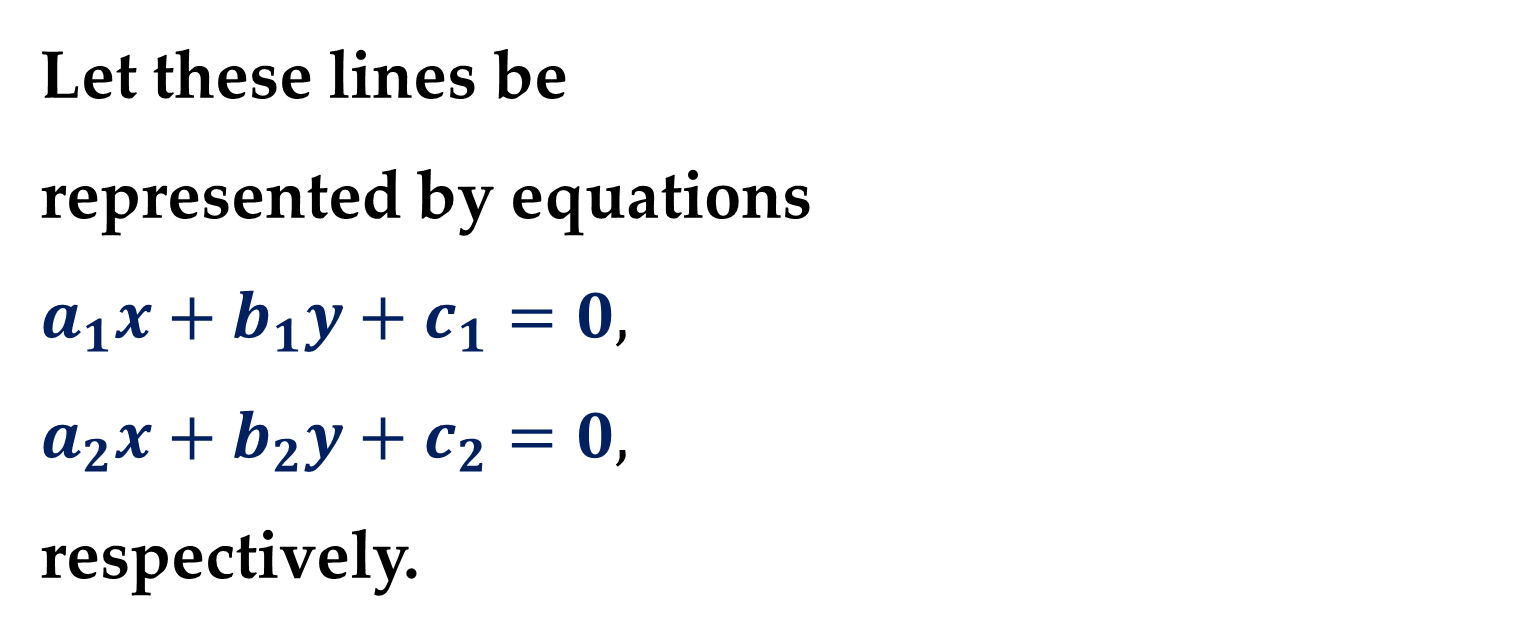 Let these lines be
represented by equations
a₁x + b₁y + c₁ = 0,
a₂x + b₂y + c₂ = 0,
respectively.